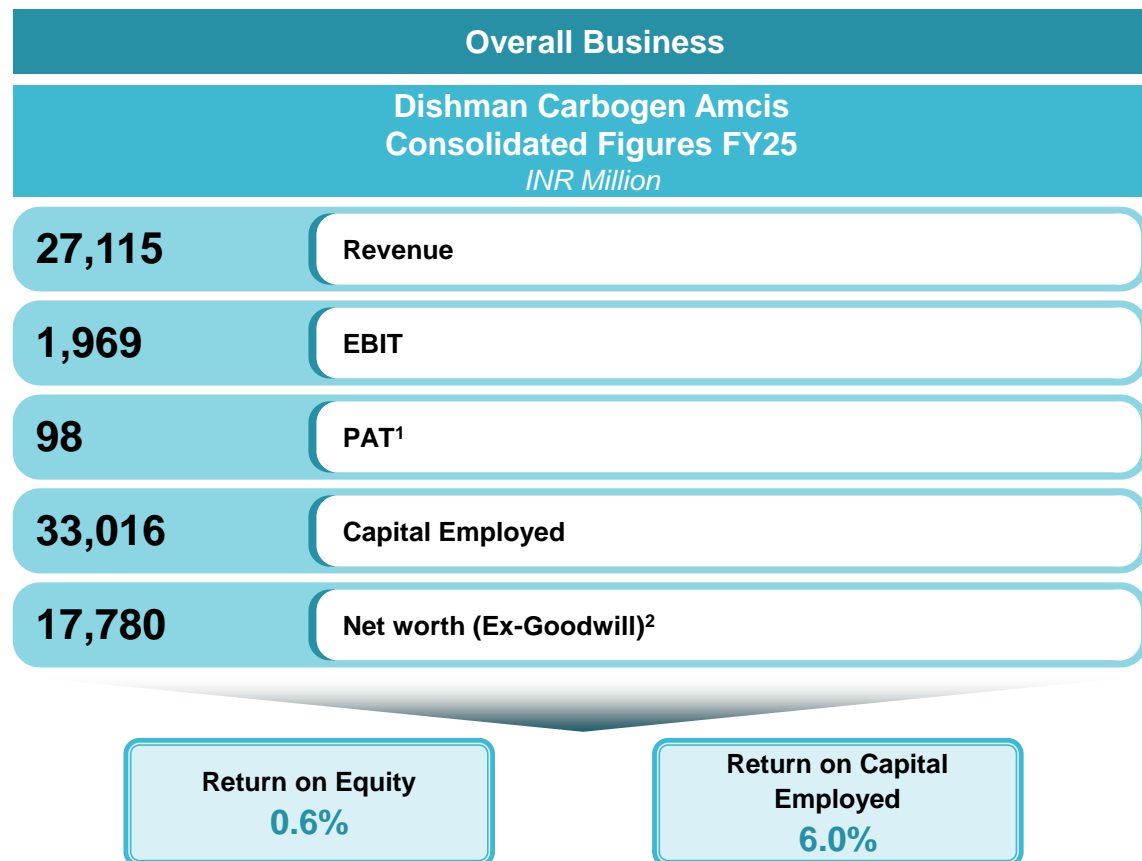 Overall Business
Dishman Carbogen Amcis
Consolidated Figures FY25
INR Million
27,115
Revenue
1,969
EBIT
98
PAT¹
33,016
Capital Employed
17,780
Net worth (Ex-Goodwill)²
Return on Equity
0.6%
Return on Capital
Employed
6.0%